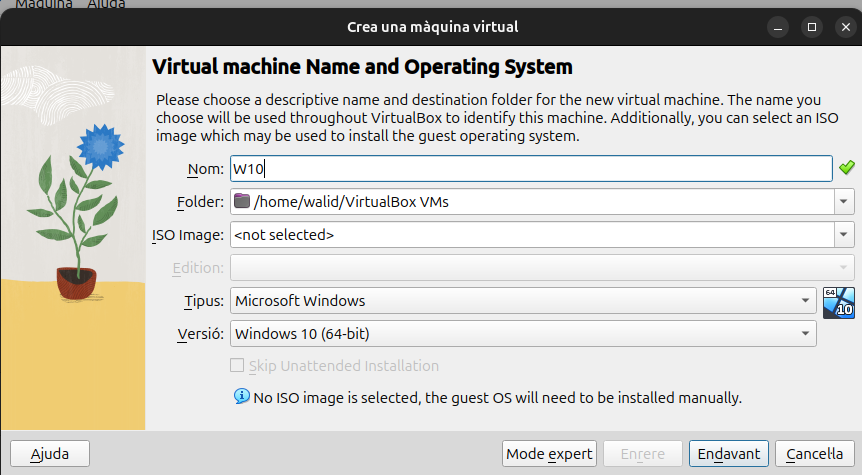 Màquina Ajuda
Crea una màquina virtual
Virtual machine Name and Operating System
Please choose a descriptive name and destination folder for the new virtual machine. The name you
choose will be used throughout VirtualBox to identify this machine. Additionally, you can select an ISO
image which may be used to install the guest operating system.
Nom: W10
Folder: /home/walid/VirtualBox VMs
ISO Image: <not selected>
Edition:
Tipus: Microsoft Windows
64
10
Versió: Windows 10 (64-bit)
Skip Unattended Installation
No ISO image is selected, the guest OS will need to be installed manually.
Ajuda Mode expert Enrere Endavant Cancel·la